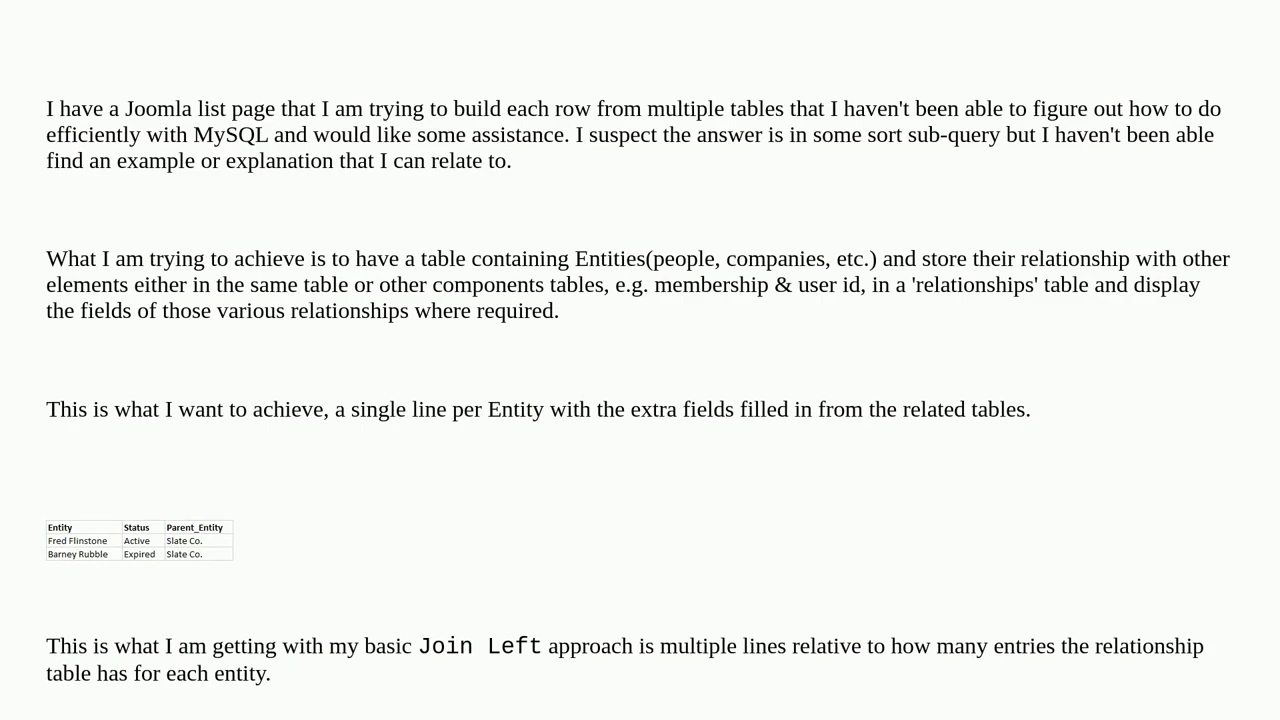 I have a Joomla list page that I am trying to build each row from multiple tables that I haven't been able to figure out how to do
efficiently with MySQL and would like some assistance. I suspect the answer is in some sort sub-query but I haven't been able
find an example or explanation that I can relate to.
What I am trying to achieve is to have a table containing Entities(people, companies, etc.) and store their relationship with other
elements either in the same table or other components tables, e.g. membership & user id, in a 'relationships' table and display
the fields of those various relationships where required.
This is what I want to achieve, a single line per Entity with the extra fields filled in from the related tables.
Entity Status Parent_Entity
Fred Flinstone Active Slate Co.
Barney Rubble Expired Slate Co.
This is what I am getting with my basic Join Left approach is multiple lines relative to how many entries the relationship
table has for each entity.